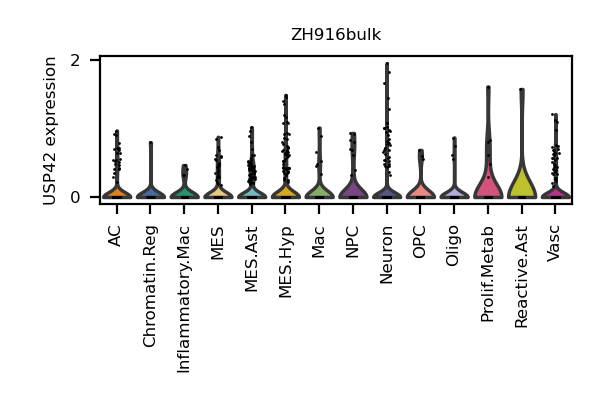 ZH916bulk
USP42 expression
2
0
AC
Chromatin.Reg
Inflammatory.Mac
MES
MES.Ast
MES.Hyp
Mac
NPC
Neuron
OPC
Oligo
Prolif.Metab
Reactive.Ast
Vasc